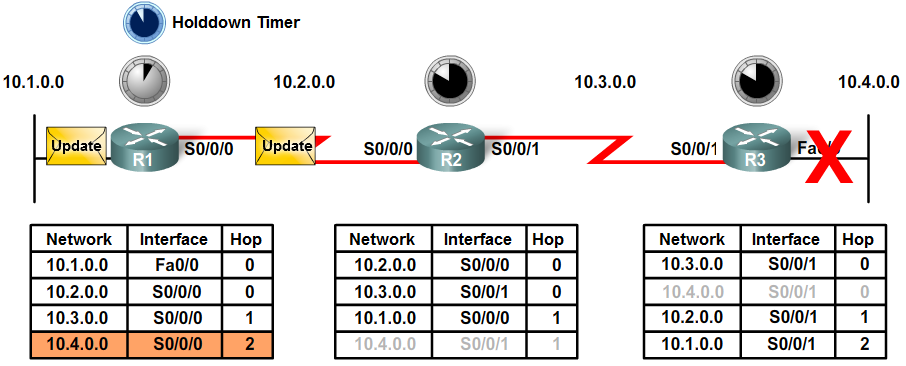 Holddown Timer
10.1.0.0 10.2.0.0 10.3.0.0 10.4.0.0
Update R1 S0/0/0 Update S0/0/0 R2 S0/0/1 S0/0/1 R3
Network Interface Hop
10.1.0.0 Fa0/0 0
10.2.0.0 S0/0/0 0
10.3.0.0 S0/0/0 1
10.4.0.0 S0/0/0 2
Network Interface Hop
10.2.0.0 S0/0/0 0
10.3.0.0 S0/0/1 0
10.1.0.0 S0/0/0 1
10.4.0.0 S0/0/1 1
Network Interface Hop
10.3.0.0 S0/0/1 0
10.4.0.0 S0/0/1 0
10.2.0.0 S0/0/1 1
10.1.0.0 S0/0/1 2